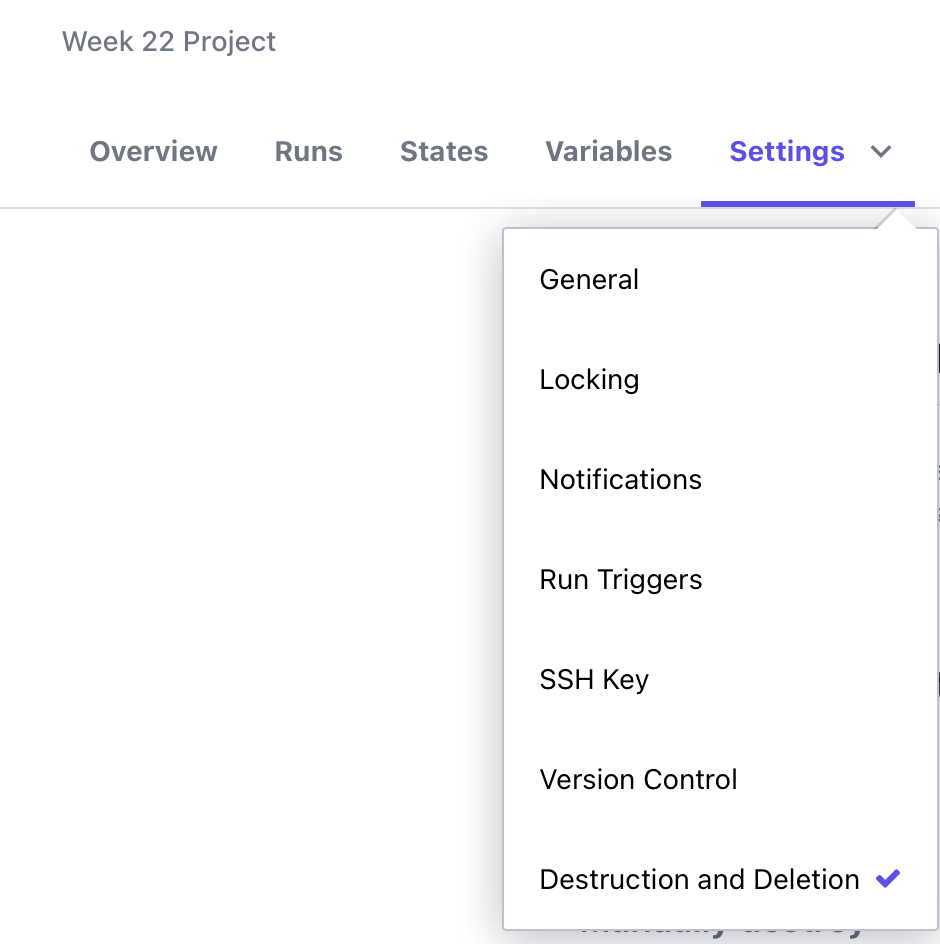 Week 22 Project
Overview Runs States Variables Settings
General
Locking
Notifications
Run Triggers
SSH Key
Version Control
Destruction and Deletion